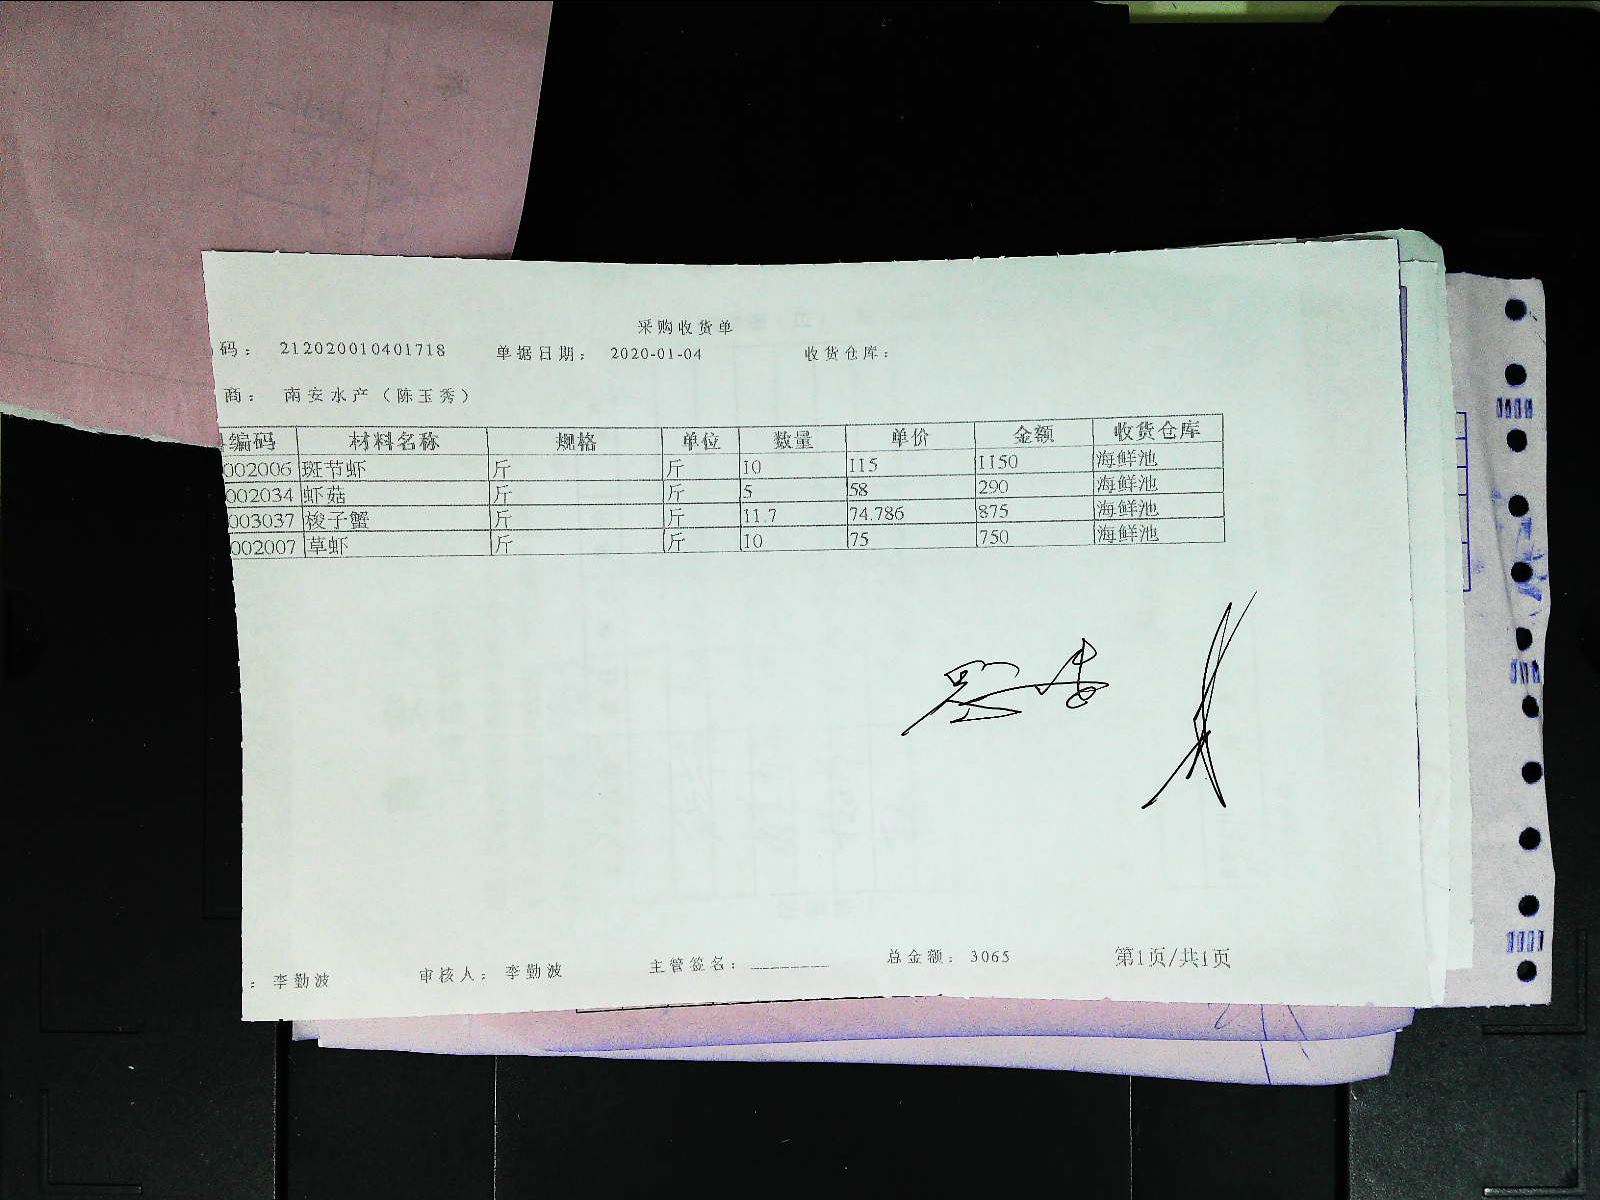 采购收货单
码： 212020010401718 单据日期： 2020-01-04 收货仓库：
商： 南安水产（陈玉秀）
编码 材料名称 规格 单位 数量 单价 金额 收货仓库
002006 斑节虾 斤 斤 10 115 1150 海鲜池
002034 虾菇 斤 斤 5 58 290 海鲜池
003037 梭子蟹 斤 斤 11.7 74.786 875 海鲜池
002007 草虾 斤 斤 10 75 750 海鲜池
： 李勤波 审核人： 李勤波 主管签名： 总金额： 3065 第1页/共1页